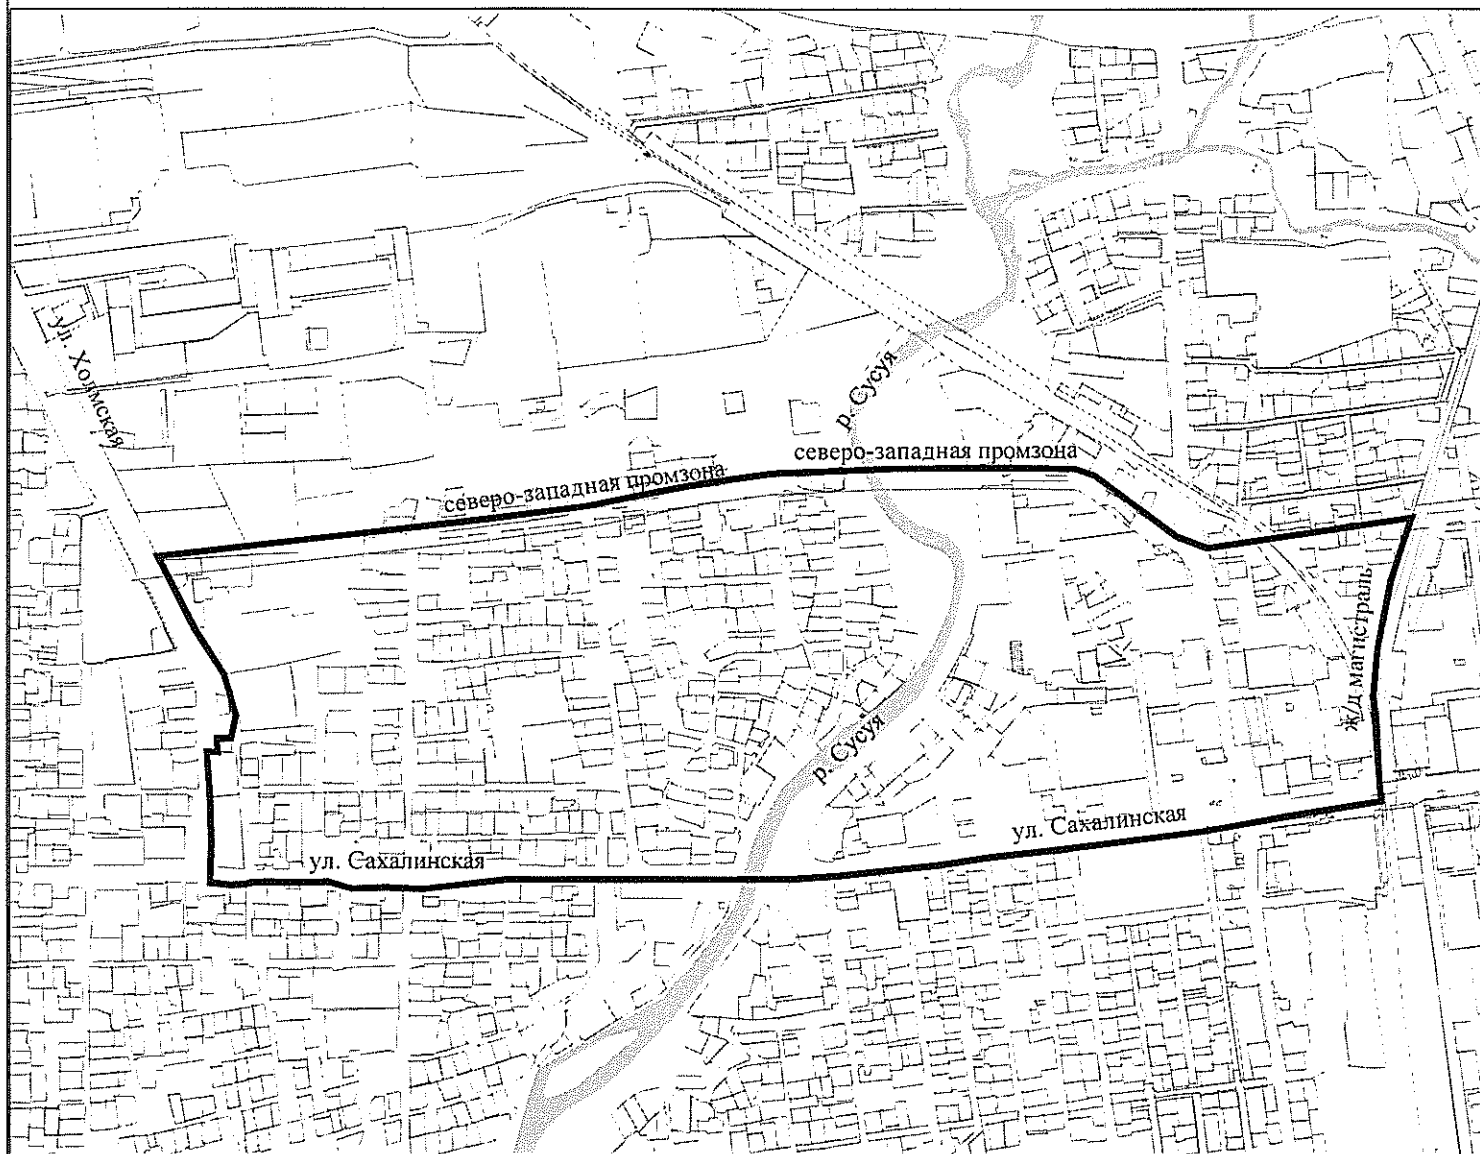 ул. Холмская
р. Сусуя
северо-западная промзона
северо-западная промзона
ж/д магистраль
р. Сусуя
ул. Сахалинская
ул. Сахалинская